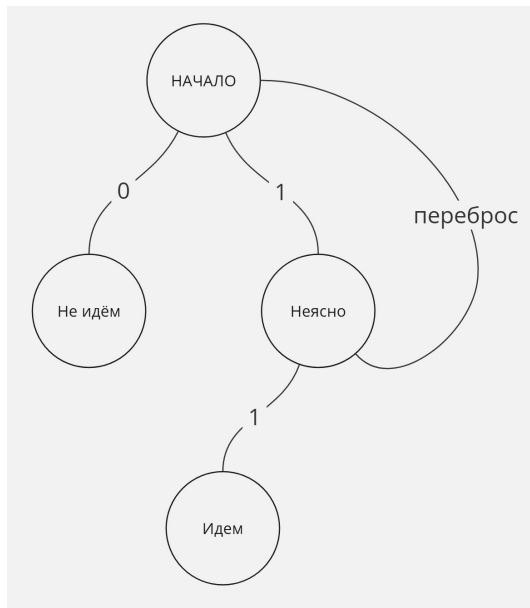 НАЧАЛО
0
1
переброс
Не идём
Неясно
1
Идем